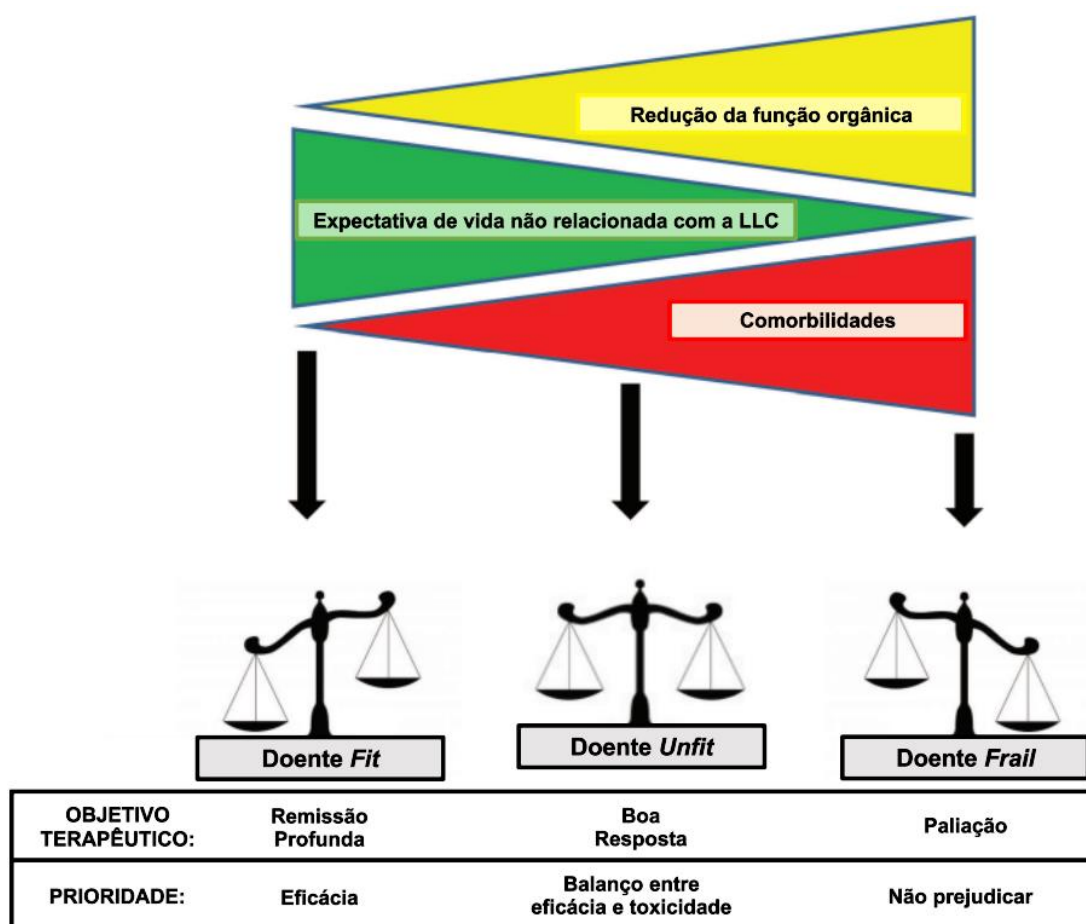 Redução da função orgânica
Expectativa de vida não relacionada com a LLC
Comorbilidades
Doente Fit
Doente Unfit
Doente Frail
OBJETIVO
TERAPÊUTICO:
Remissão
Profunda
Boa
Resposta
Paliação
PRIORIDADE:
Eficácia
Balanço entre
eficácia e toxicidade
Não prejudicar